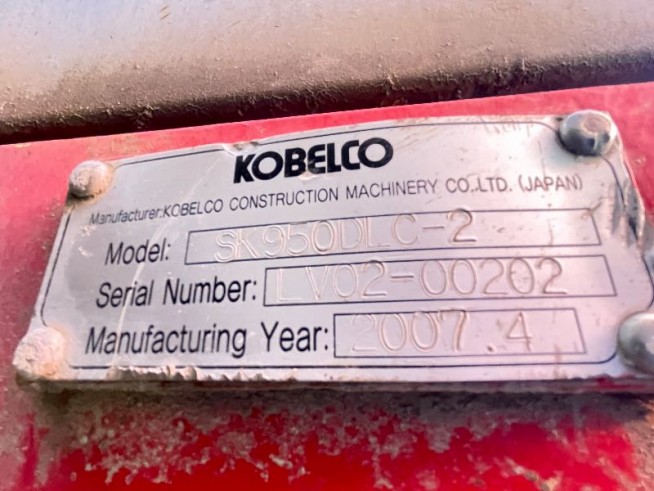 KOBELCO
Manufacturer:KOBELCO CONSTRUCTION MACHINERY CO.,LTD. (JAPAN)
Model: SK950DLC-2
Serial Number: LV02-00202
Manufacturing Year: 2007.4